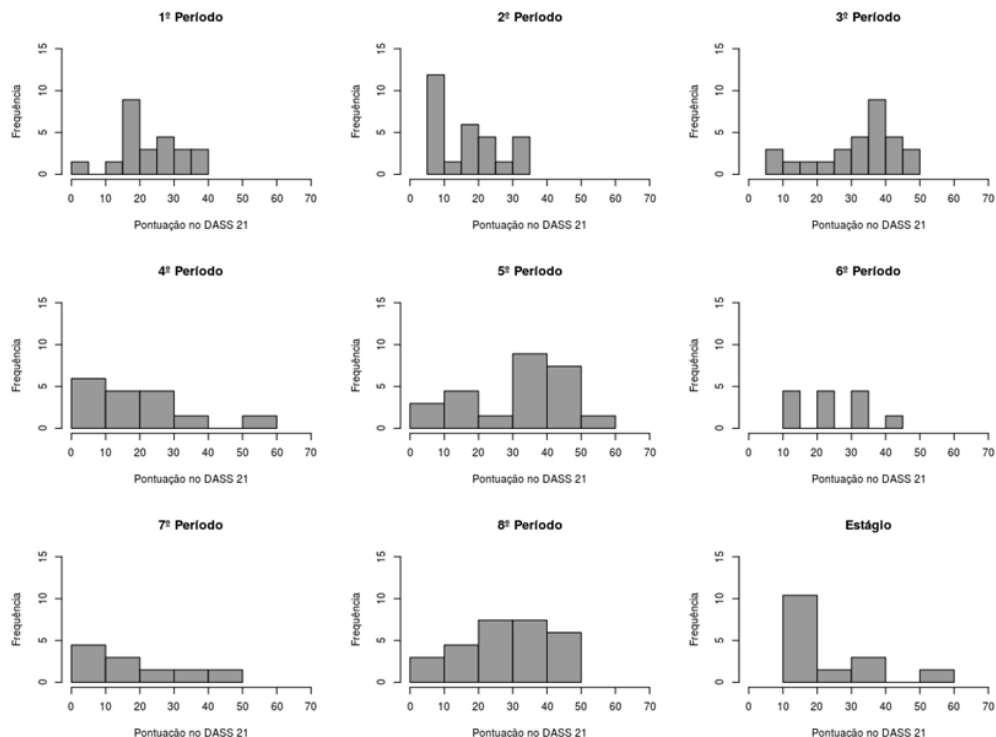 1º Período
Frequência
15
10
5
0
0 10 20 30 40 50 60 70
Pontuação no DASS 21
2º Período
Frequência
15
10
5
0
0 10 20 30 40 50 60 70
Pontuação no DASS 21
3º Período
Frequência
15
10
5
0
0 10 20 30 40 50 60 70
Pontuação no DASS 21
4º Período
Frequência
15
10
5
0
0 10 20 30 40 50 60 70
Pontuação no DASS 21
5º Período
Frequência
15
10
5
0
0 10 20 30 40 50 60 70
Pontuação no DASS 21
6º Período
Frequência
15
10
5
0
0 10 20 30 40 50 60 70
Pontuação no DASS 21
7º Período
Frequência
15
10
5
0
0 10 20 30 40 50 60 70
Pontuação no DASS 21
8º Período
Frequência
15
10
5
0
0 10 20 30 40 50 60 70
Pontuação no DASS 21
Estágio
Frequência
15
10
5
0
0 10 20 30 40 50 60 70
Pontuação no DASS 21